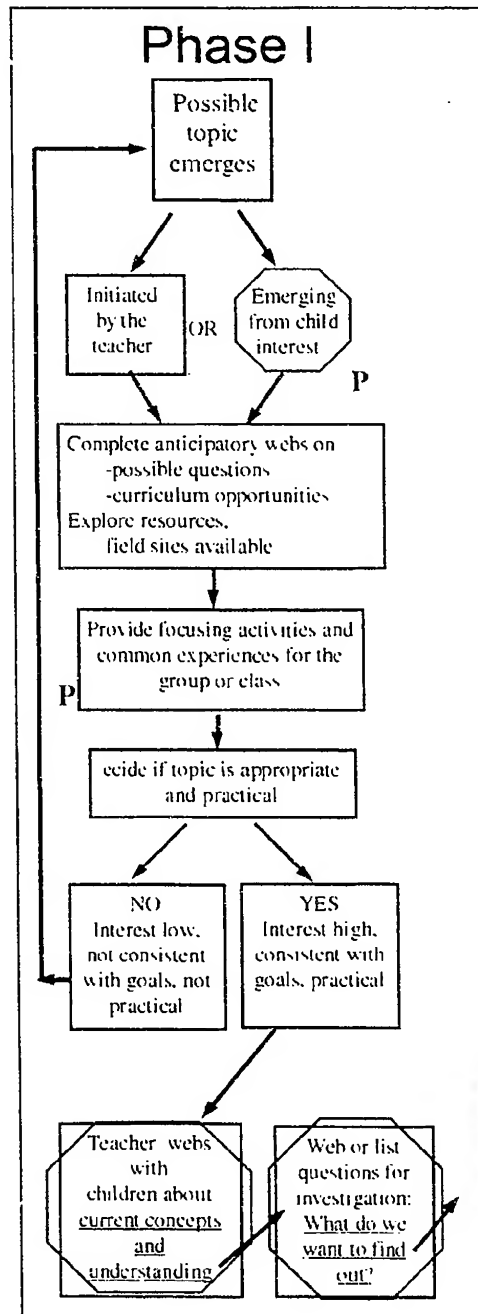 Phase I
Possible
topic
emerges
Initiated
by the
teacher
OR
Emerging
from child
interest
P
Complete anticipatory webs on
-possible questions
-curriculum opportunities
Explore resources,
field sites available
Provide focusing activities and
common experiences for the
group or class
P
ecide if topic is appropriate
and practical
NO
Interest low,
not consistent
with goals, not
practical
YES
Interest high,
consistent with
goals, practical
Teacher webs
with
children about
current concepts
and
understanding
Web or list
questions for
investigation:
What do we
want to find
out?